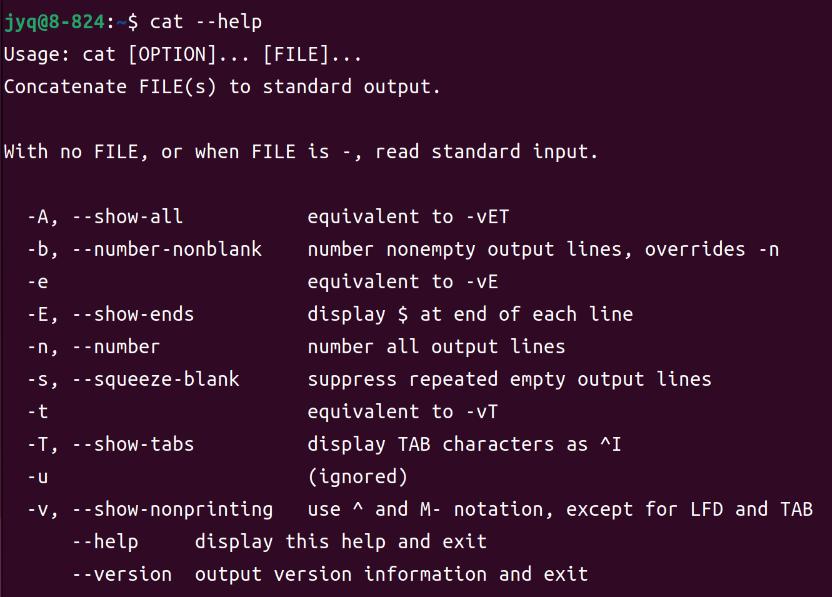 jyq@8-824:~$ cat --help
Usage: cat [OPTION]... [FILE]...
Concatenate FILE(s) to standard output.

With no FILE, or when FILE is -, read standard input.

  -A, --show-all           equivalent to -vET
  -b, --number-nonblank    number nonempty output lines, overrides -n
  -e                       equivalent to -vE
  -E, --show-ends          display $ at end of each line
  -n, --number             number all output lines
  -s, --squeeze-blank      suppress repeated empty output lines
  -t                       equivalent to -vT
  -T, --show-tabs          display TAB characters as ^I
  -u                       (ignored)
  -v, --show-nonprinting   use ^ and M- notation, except for LFD and TAB
      --help     display this help and exit
      --version  output version information and exit